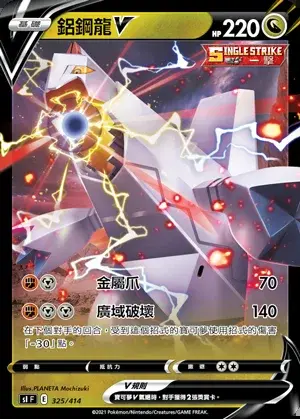 基礎 鋁鋼龍V HP 220
SINGLE STRIKE
一擊
金屬爪 70
廣域破壞 140
在下個對手的回合，受到這個招式的寶可夢使用招式的傷害
「-30」點。
弱點 抵抗力 撤退
Illus.PLANETA Mochizuki
V規則
sI F E 325/414
寶可夢V【氣絕】時，對手獲得2張獎賞卡。
©2021 Pokémon/Nintendo/Creatures/GAME FREAK.